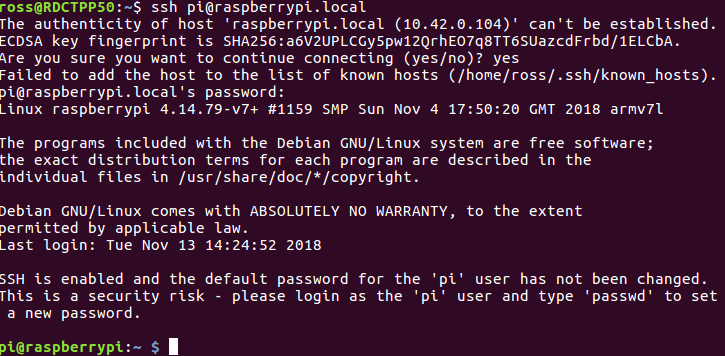 ross@RDCTPP50:~$ ssh pi@raspberrypi.local
The authenticity of host 'raspberrypi.local (10.42.0.104)' can't be established.
ECDSA key fingerprint is SHA256:a6V2UPLCGy5pw12QrhEO7q8TT6SUazcdFrbd/1ELCbA.
Are you sure you want to continue connecting (yes/no)? yes
Failed to add the host to the list of known hosts (/home/ross/.ssh/known_hosts).
pi@raspberrypi.local's password:
Linux raspberrypi 4.14.79-v7+ #1159 SMP Sun Nov 4 17:50:20 GMT 2018 armv7l

The programs included with the Debian GNU/Linux system are free software;
the exact distribution terms for each program are described in the
individual files in /usr/share/doc/*/copyright.

Debian GNU/Linux comes with ABSOLUTELY NO WARRANTY, to the extent
permitted by applicable law.
Last login: Tue Nov 13 14:24:52 2018

SSH is enabled and the default password for the 'pi' user has not been changed.
This is a security risk - please login as the 'pi' user and type 'passwd' to set
 a new password.

pi@raspberrypi:~ $